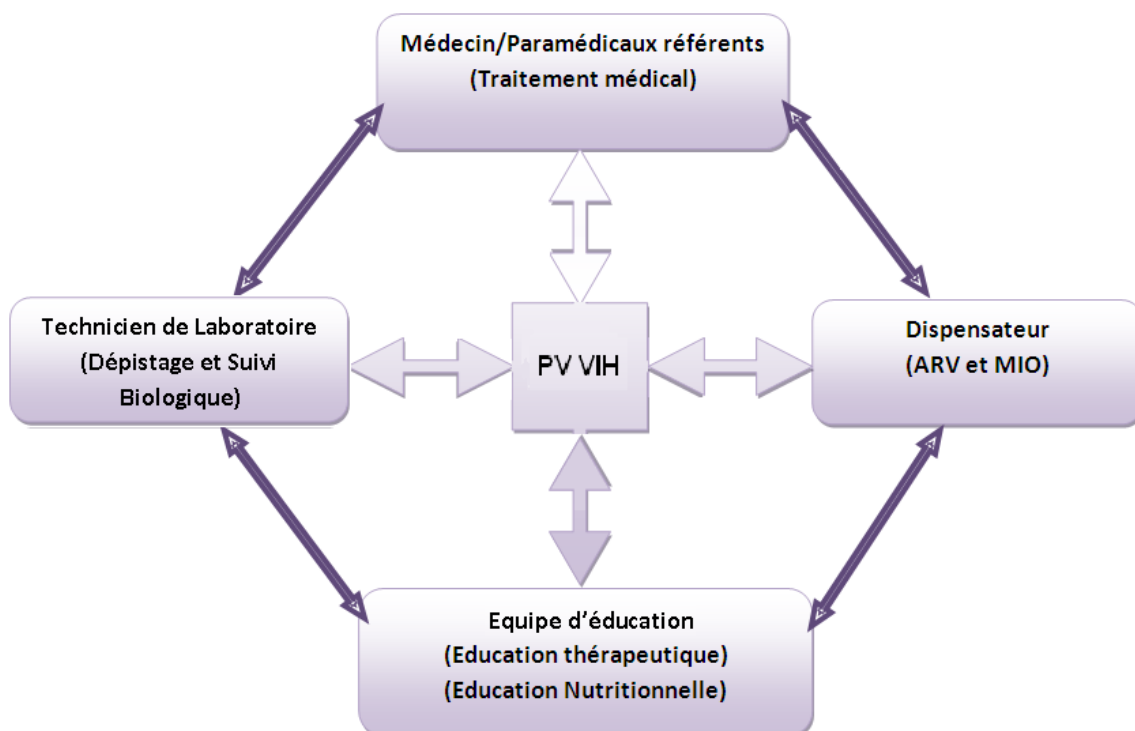 Médecin/Paramédicaux référents
(Traitement médical)
Technicien de Laboratoire
(Dépistage et Suivi
Biologique)
PV VIH
Dispensateur
(ARV et MIO)
Equipe d’éducation
(Education thérapeutique)
(Education Nutritionnelle)